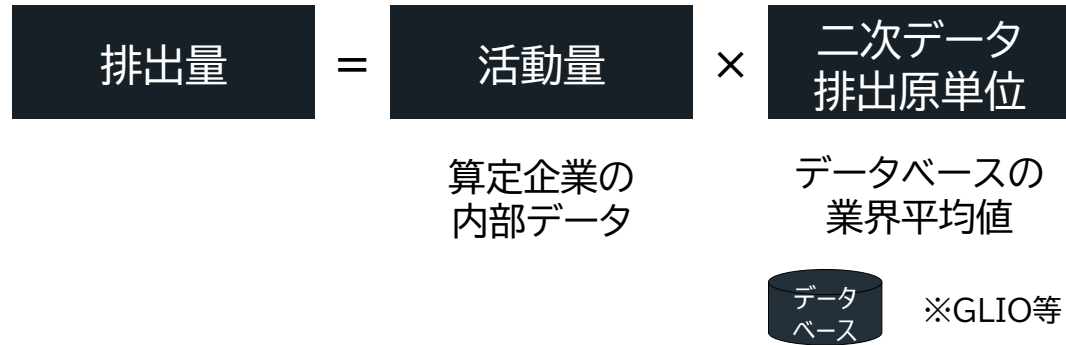 排出量
=
活動量
×
二次データ
排出原単位
算定企業の
内部データ
データベースの
業界平均値
データ
ベース
※GLIO等